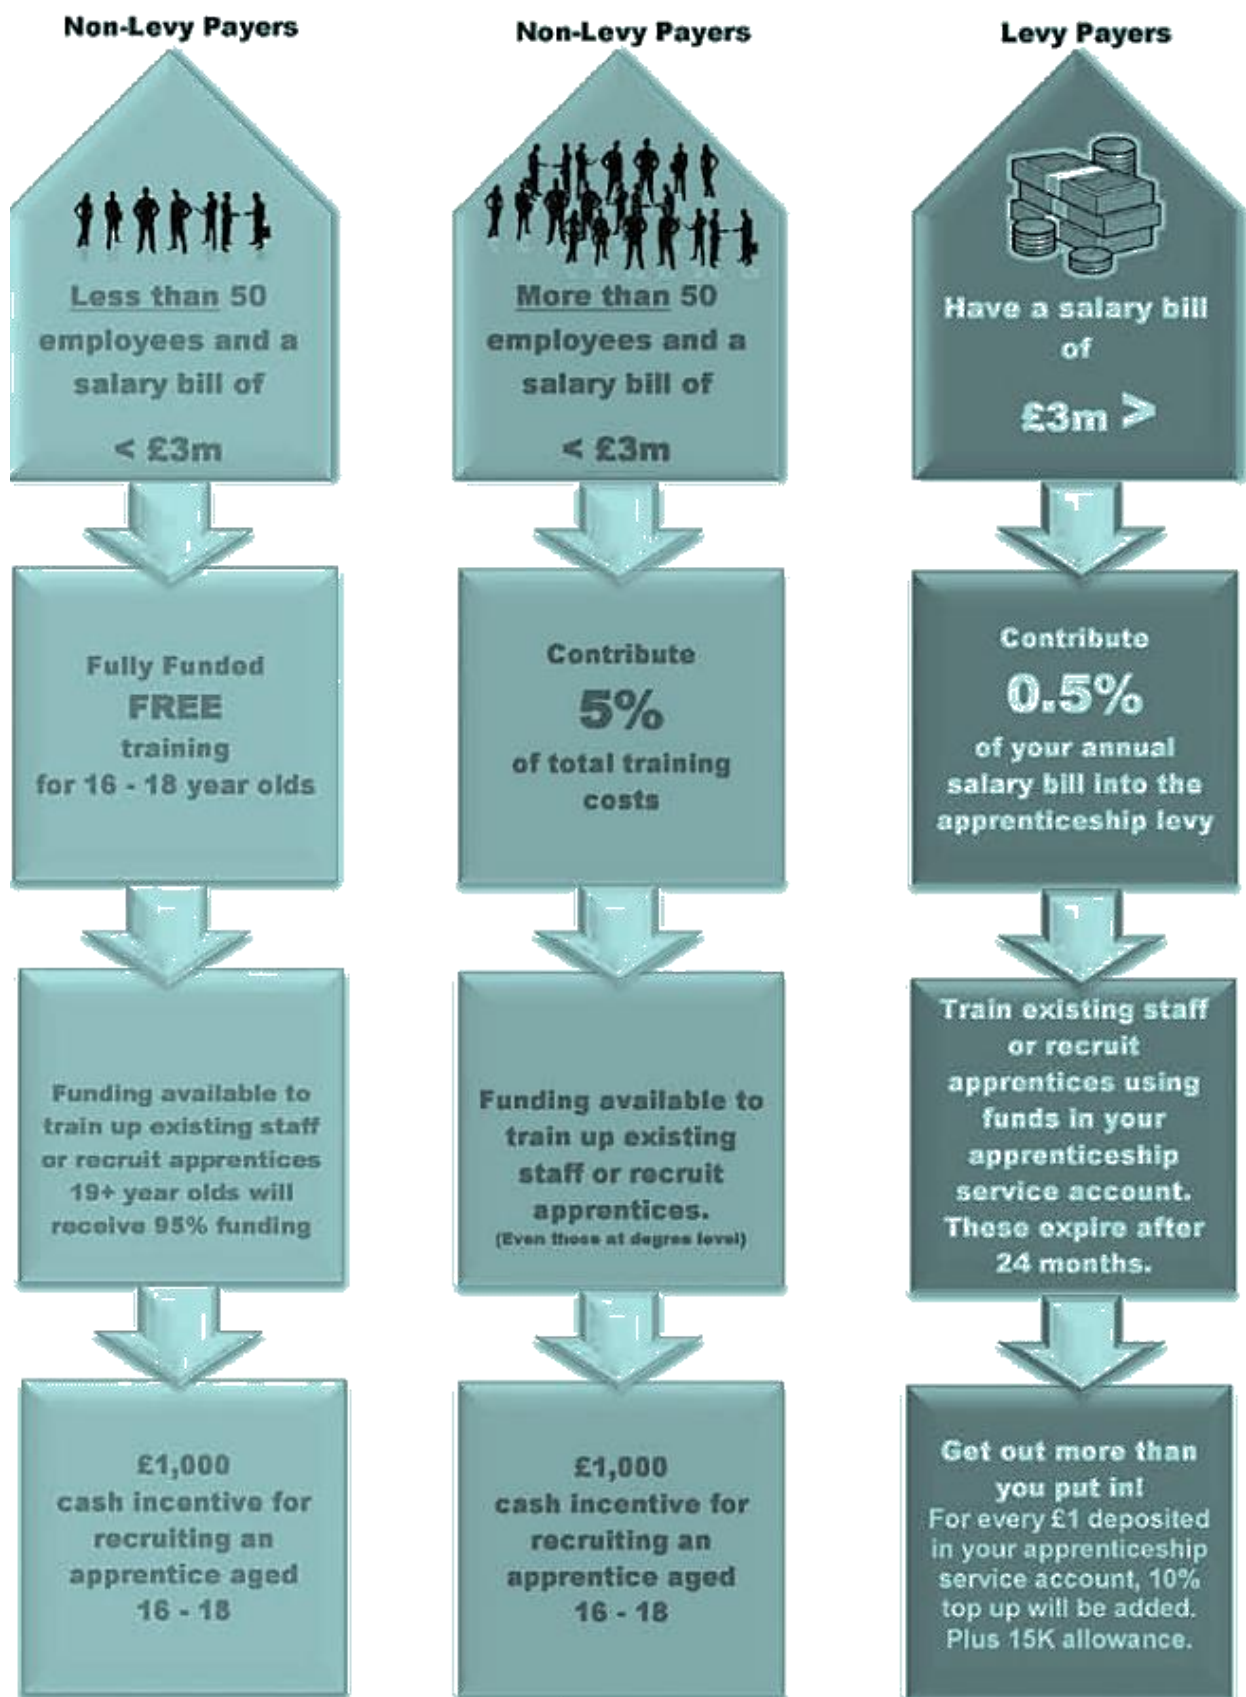 Non-Levy Payers
Less than 50
employees and a
salary bill of
< £3m
Fully Funded
FREE
training
for 16 - 18 year olds
Funding available to
train up existing staff
or recruit apprentices
19+ year olds will
receive 95% funding
£1,000
cash incentive for
recruiting an
apprentice aged
16 - 18
Non-Levy Payers
More than 50
employees and a
salary bill of
< £3m
Contribute
5%
of total training
costs
Funding available to
train up existing
staff or recruit
apprentices.
(Even those at degree level)
£1,000
cash incentive for
recruiting an
apprentice aged
16 - 18
Levy Payers
Have a salary bill
of
£3m >
Contribute
0.5%
of your annual
salary bill into the
apprenticeship levy
Train existing staff
or recruit
apprentices using
funds in your
apprenticeship
service account.
These expire after
24 months.
Get out more than
you put in!
For every £1 deposited
in your apprenticeship
service account, 10%
top up will be added.
Plus 15K allowance.